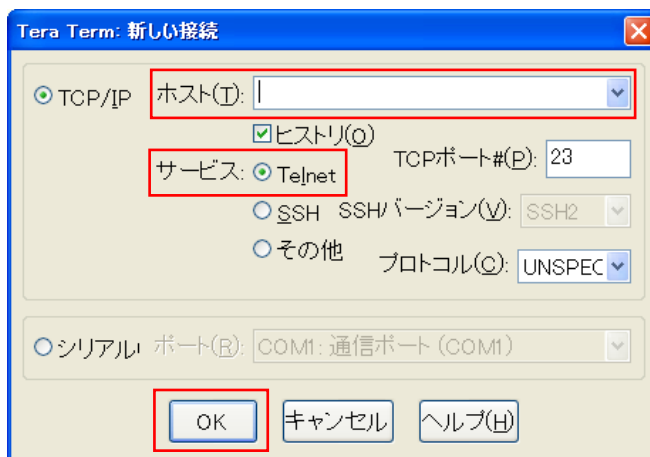 Tera Term: 新しい接続
TCP/IP
ホスト(T):
ヒストリ(O)
サービス: Telnet
TCPポート#(P): 23
SSH SSHバージョン(V): SSH2
その他
プロトコル(C): UNSPEC
シリアル ポート(R): COM1: 通信ポート (COM1)
OK キャンセル ヘルプ(H)